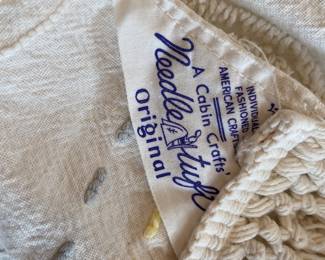 INDIVIDUAL
FASHIONED
AMERICAN CRAFT
A Cabin Crafts'
Needletuft
Original